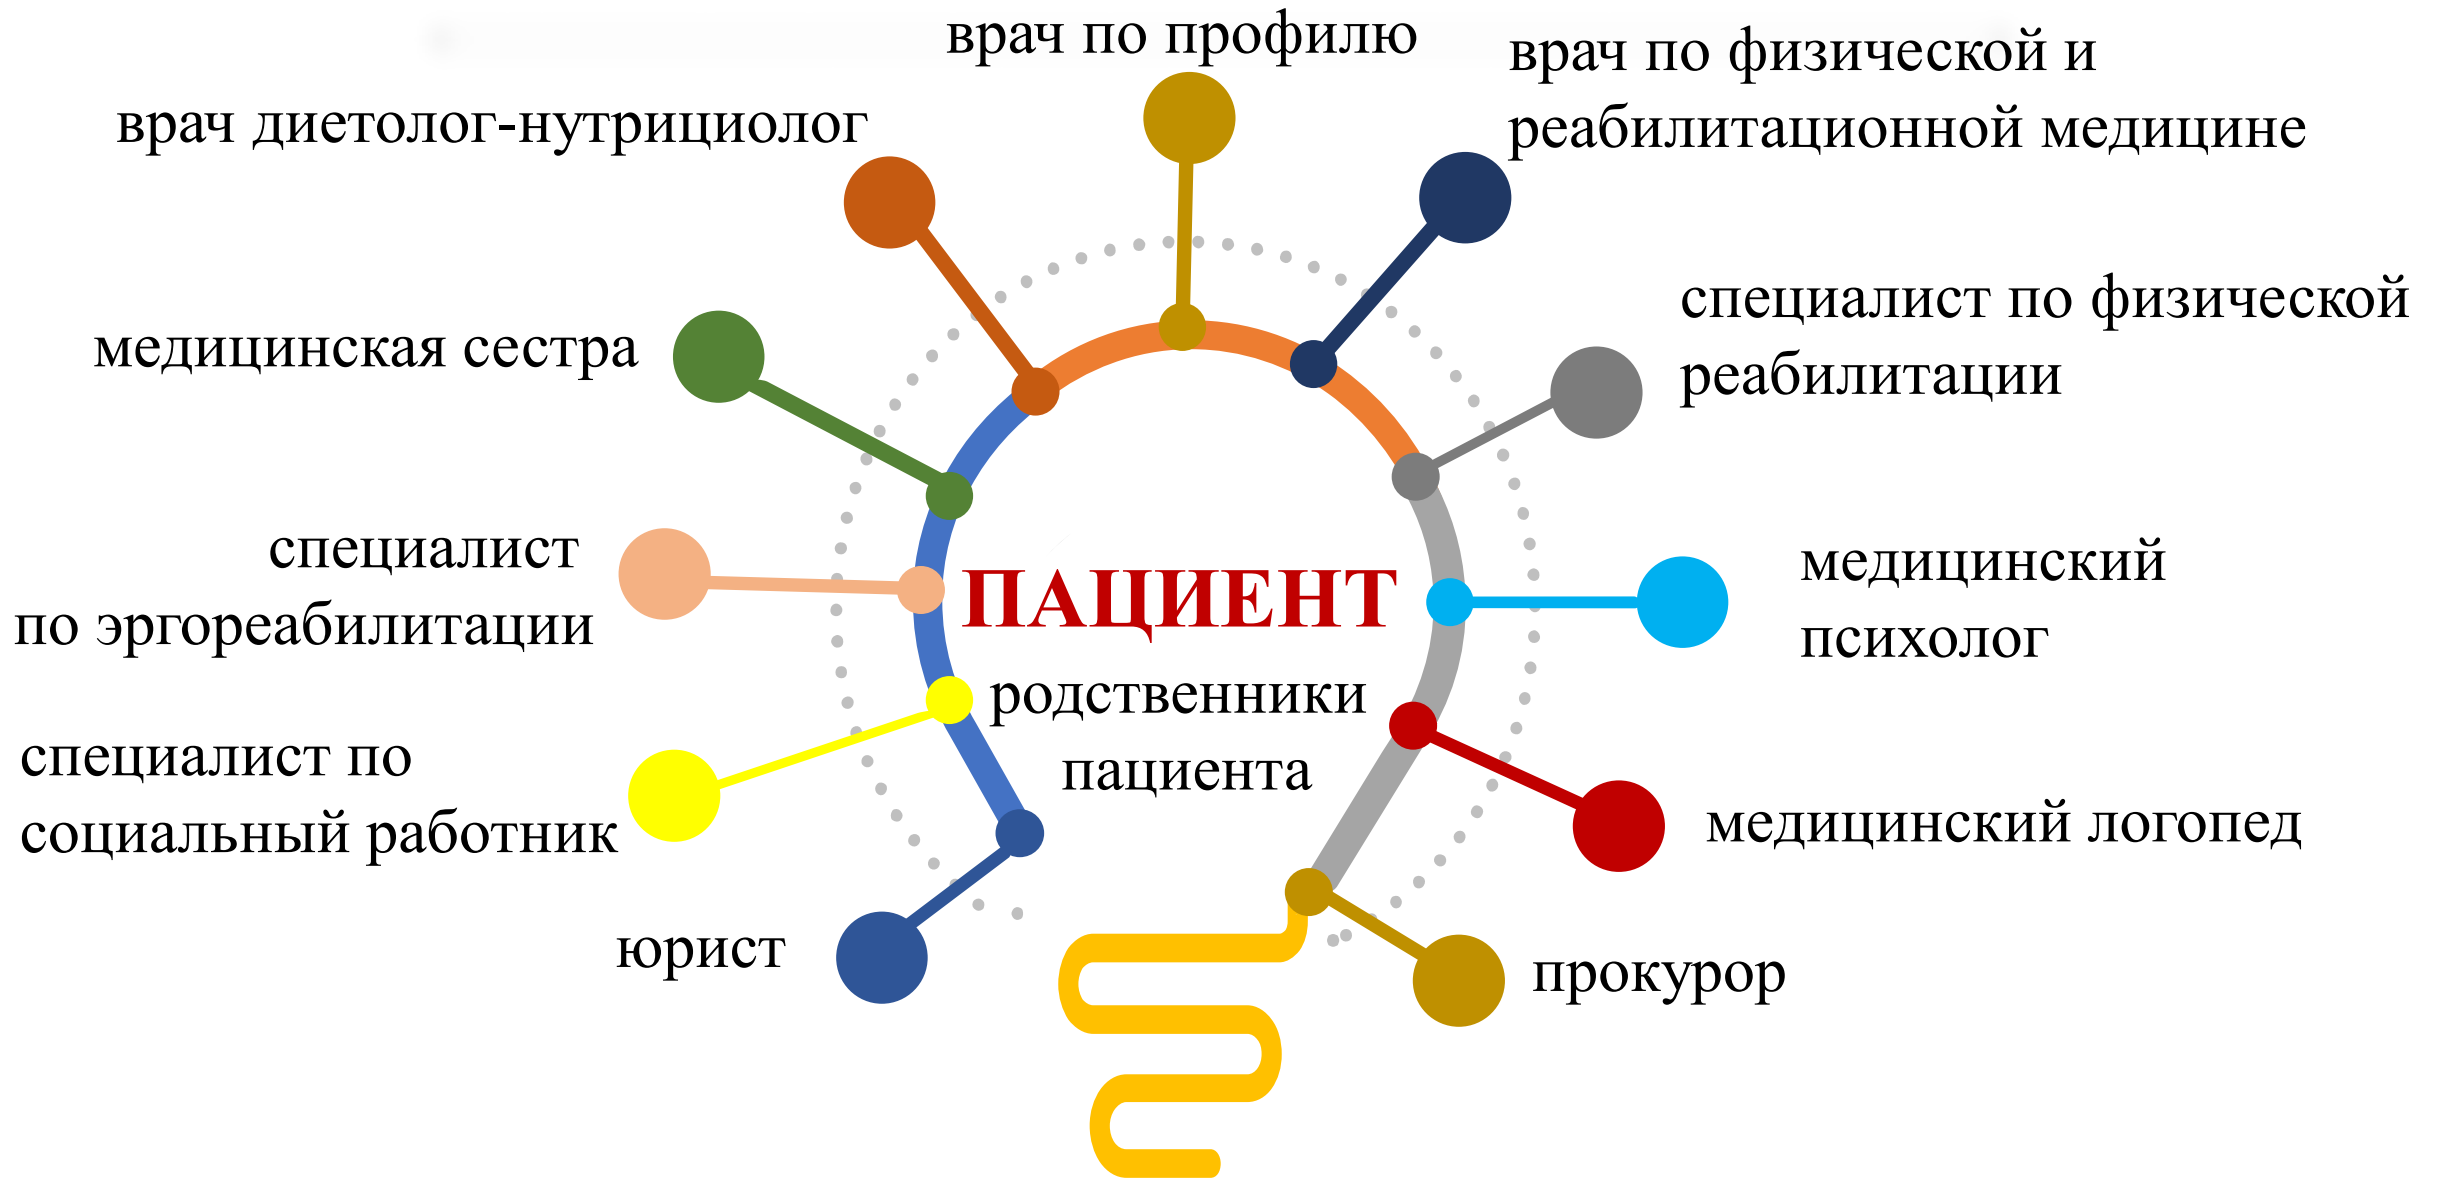 врач по профилю
врач по физической и
реабилитационной медицине
врач диетолог-нутрициолог
специалист по физической
реабилитации
медицинская сестра
специалист
по эргореабилитации
ПАЦИЕНТ
родственники
пациента
медицинский
психолог
специалист по
социальный работник
медицинский логопед
юрист
прокурор